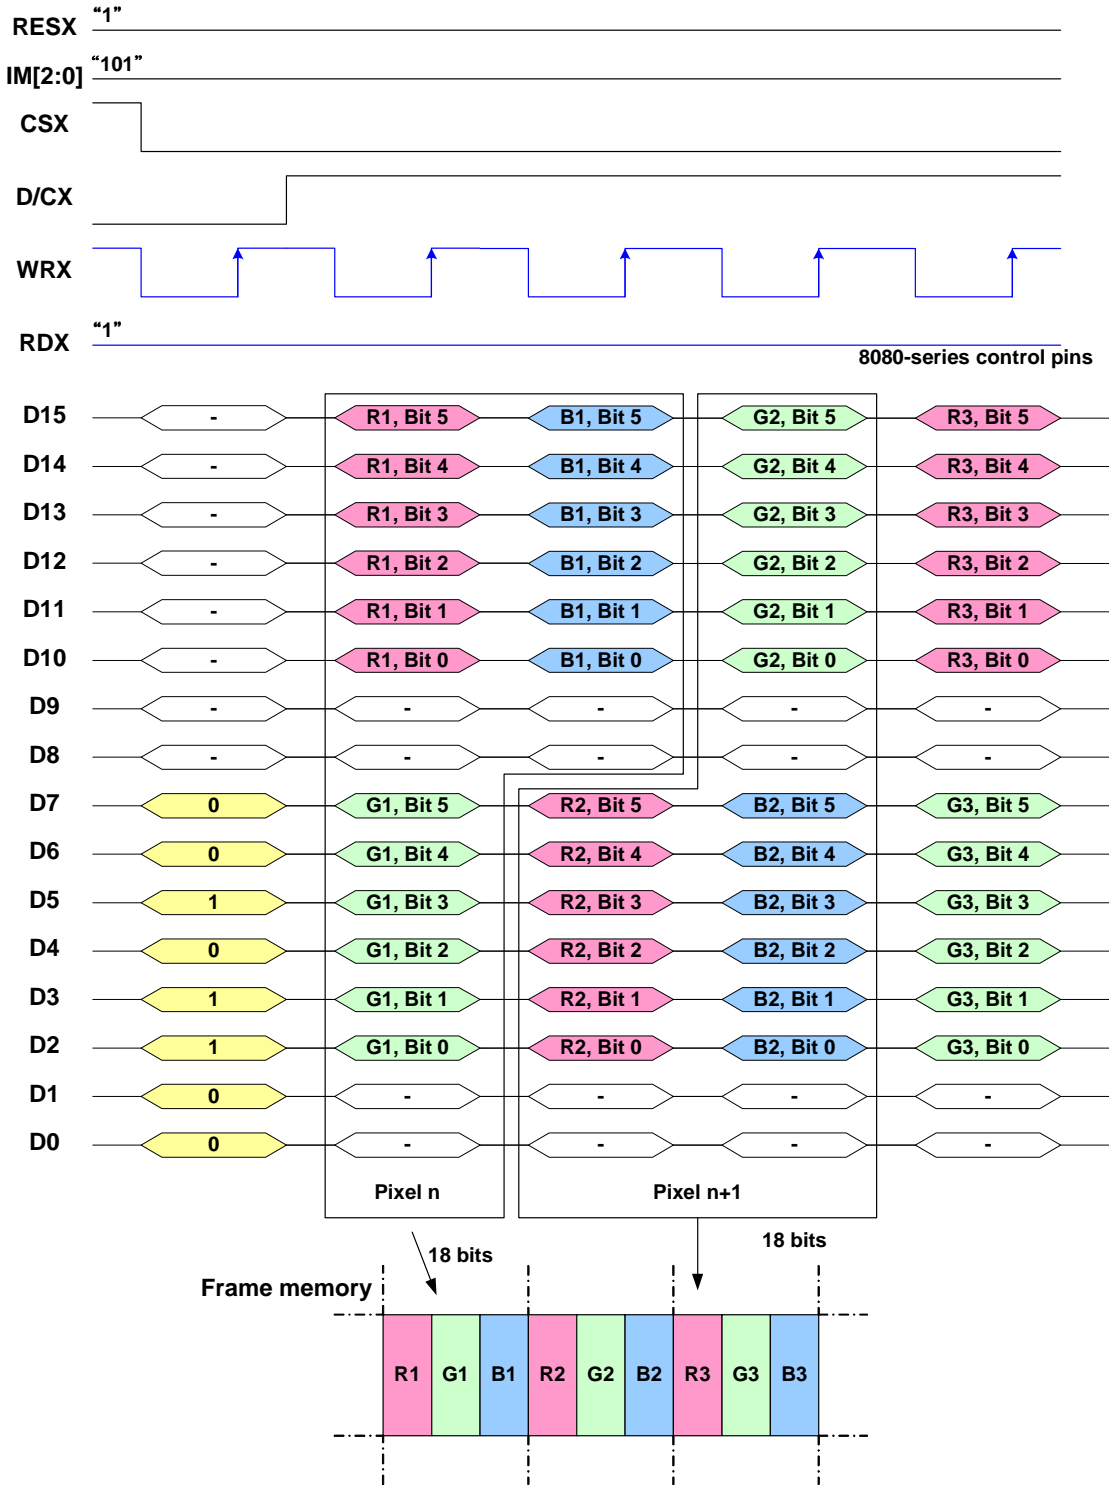 RESX "1"
IM[2:0] "101"
CSX
D/CX
WRX
RDX "1"
8080-series control pins
D15 - R1, Bit 5 B1, Bit 5 G2, Bit 5 R3, Bit 5
D14 - R1, Bit 4 B1, Bit 4 G2, Bit 4 R3, Bit 4
D13 - R1, Bit 3 B1, Bit 3 G2, Bit 3 R3, Bit 3
D12 - R1, Bit 2 B1, Bit 2 G2, Bit 2 R3, Bit 2
D11 - R1, Bit 1 B1, Bit 1 G2, Bit 1 R3, Bit 1
D10 - R1, Bit 0 B1, Bit 0 G2, Bit 0 R3, Bit 0
D9 - - - - -
D8 - - - - -
D7 0 G1, Bit 5 R2, Bit 5 B2, Bit 5 G3, Bit 5
D6 0 G1, Bit 4 R2, Bit 4 B2, Bit 4 G3, Bit 4
D5 1 G1, Bit 3 R2, Bit 3 B2, Bit 3 G3, Bit 3
D4 0 G1, Bit 2 R2, Bit 2 B2, Bit 2 G3, Bit 2
D3 1 G1, Bit 1 R2, Bit 1 B2, Bit 1 G3, Bit 1
D2 1 G1, Bit 0 R2, Bit 0 B2, Bit 0 G3, Bit 0
D1 0 - - - -
D0 0 - - - -
Pixel n Pixel n+1
18 bits 18 bits
Frame memory
R1 G1 B1 R2 G2 B2 R3 G3 B3